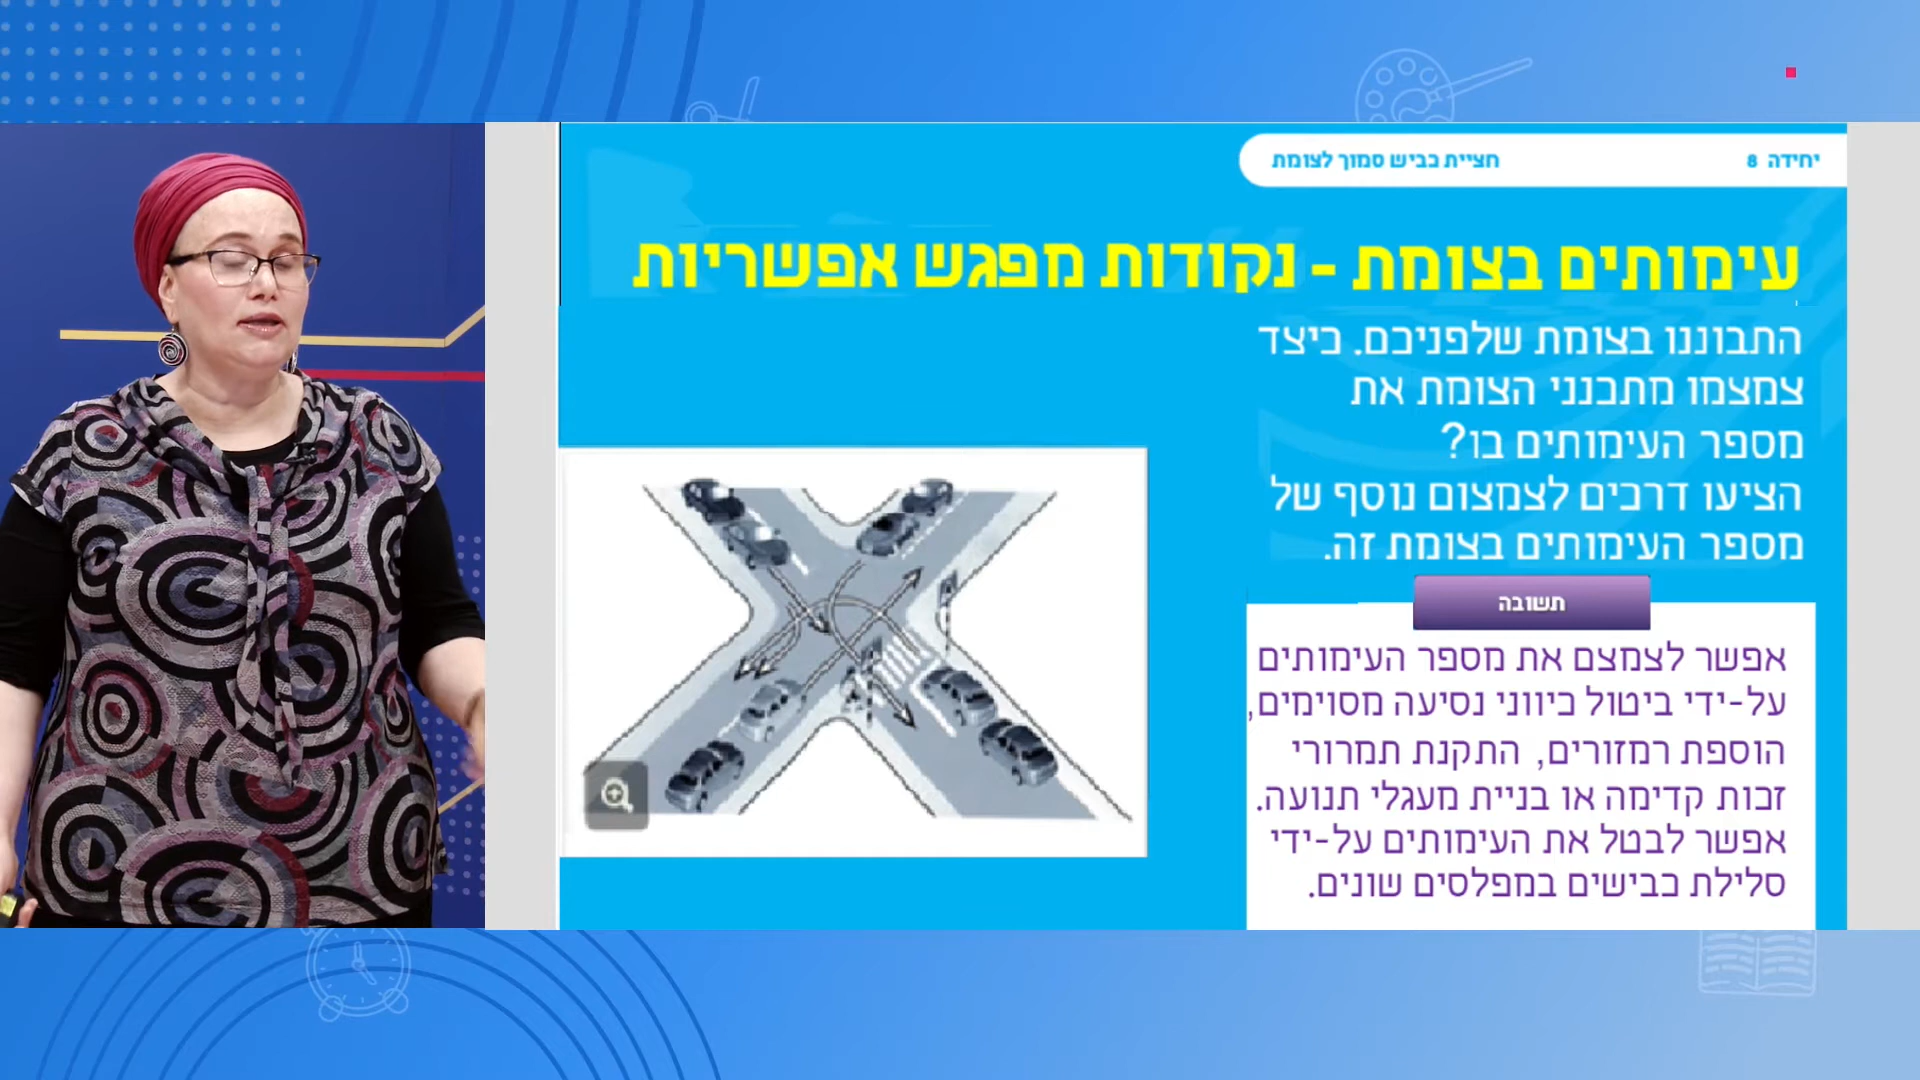 יחידה 8 חציית כביש סמוך לצומת
עימותים בצומת - נקודות מפגש אפשריות
התבוננו בצומת שלפניכם. כיצד
צמצמו מתכנני הצומת את
מספר העימותים בו?
הציעו דרכים לצמצום נוסף של
מספר העימותים בצומת זה.
תשובה
אפשר לצמצם את מספר העימותים
על-ידי ביטול כיווני נסיעה מסוימים,
הוספת רמזורים, התקנת תמרורי
זכות קדימה או בניית מעגלי תנועה.
אפשר לבטל את העימותים על-ידי
סלילת כבישים במפלסים שונים.